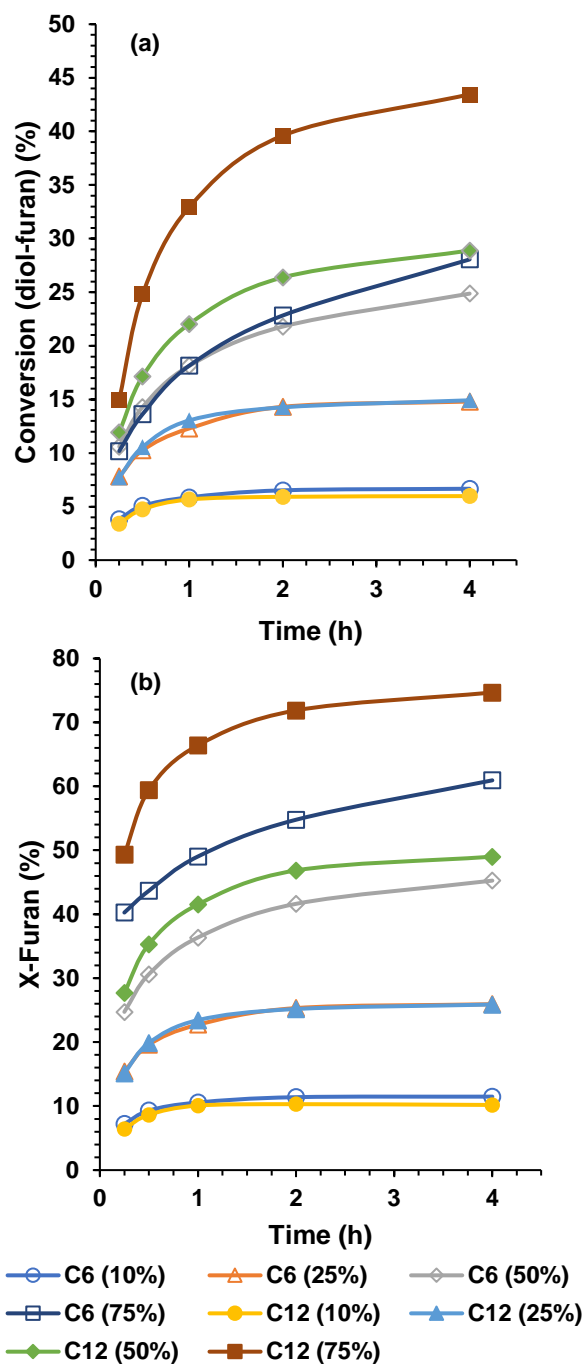 (a)
Conversion (diol-furan) (%)
50
45
40
35
30
25
20
15
10
5
0
0 1 2 3 4
Time (h)
(b)
X-Furan (%)
80
70
60
50
40
30
20
10
0
0 1 2 3 4
Time (h)
C6 (10%) C6 (25%) C6 (50%)
C6 (75%) C12 (10%) C12 (25%)
C12 (50%) C12 (75%)